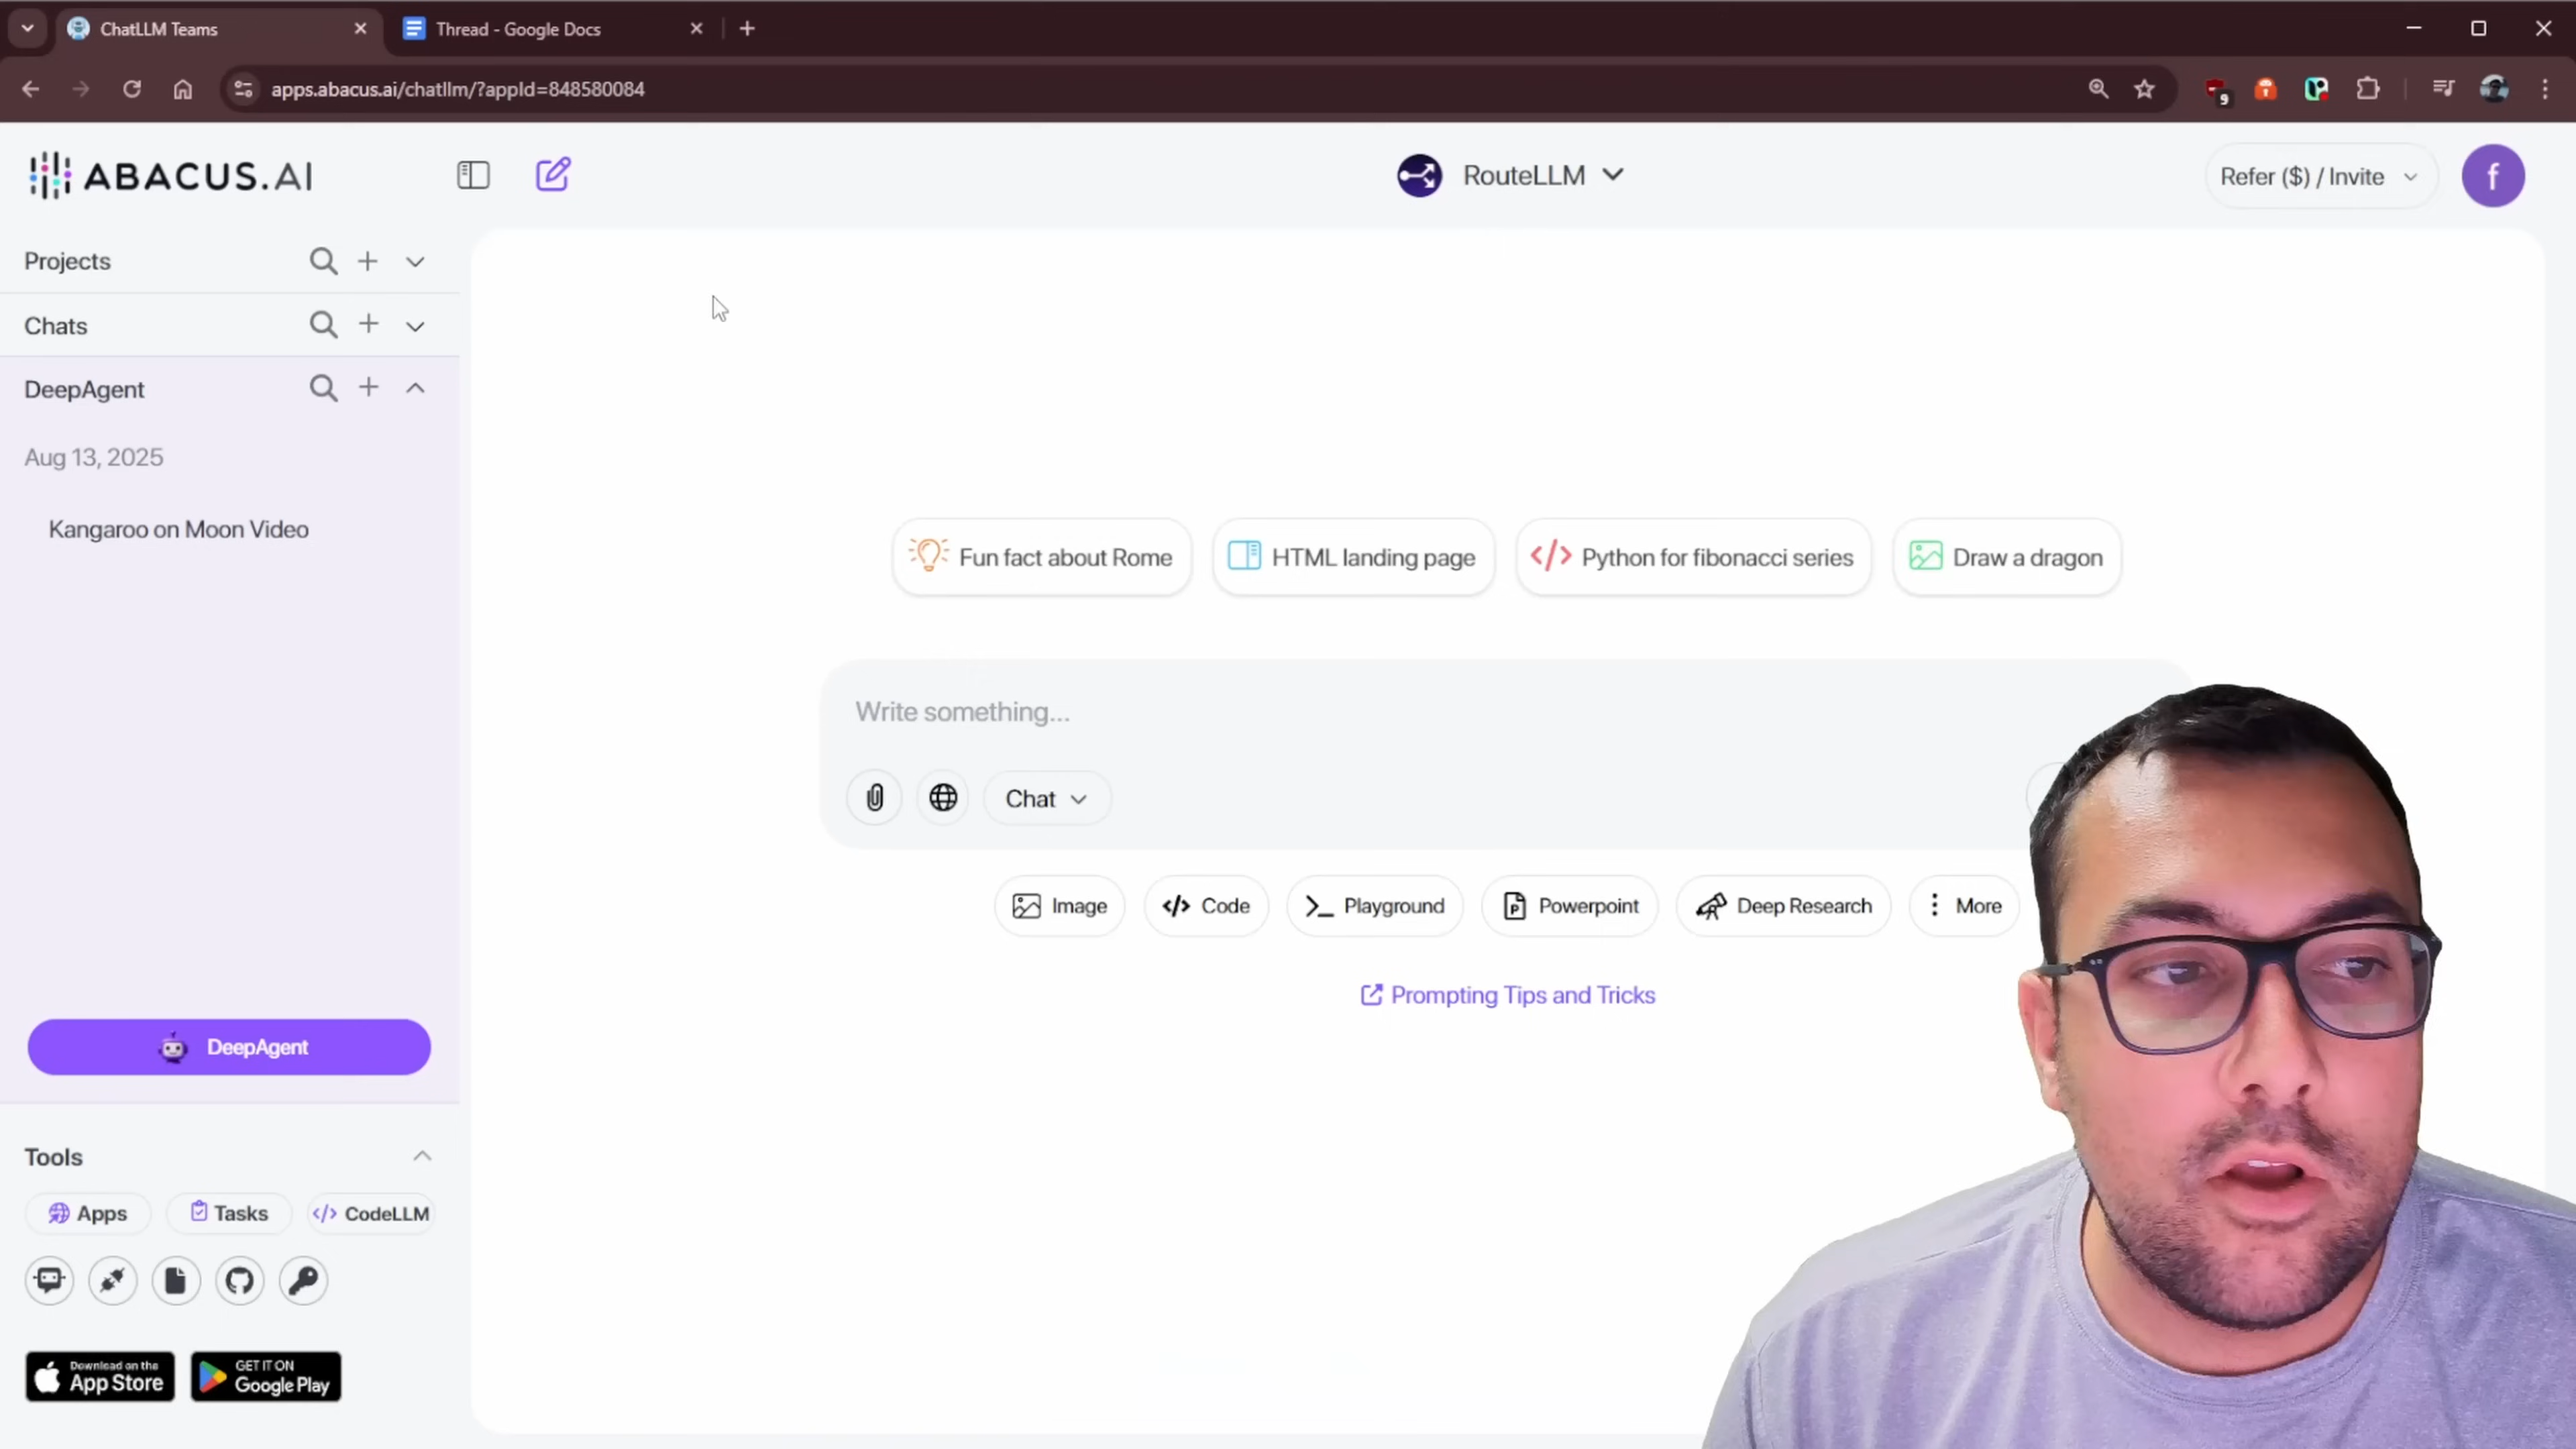 ChatLLM Teams
Thread - Google Docs
apps.abacus.ai/chatllm/?appId=848580084
9
ABACUS.AI
RouteLLM
Refer ($) / Invite
f
Projects
Chats
DeepAgent
Aug 13, 2025
Kangaroo on Moon Video
Fun fact about Rome
HTML landing page
Python for fibonacci series
Draw a dragon
Write something...
Chat
Image
Code
Playground
Powerpoint
Deep Research
More
Prompting Tips and Tricks
DeepAgent
Tools
Apps
Tasks
CodeLLM
Download on the
App Store
GET IT ON
Google Play